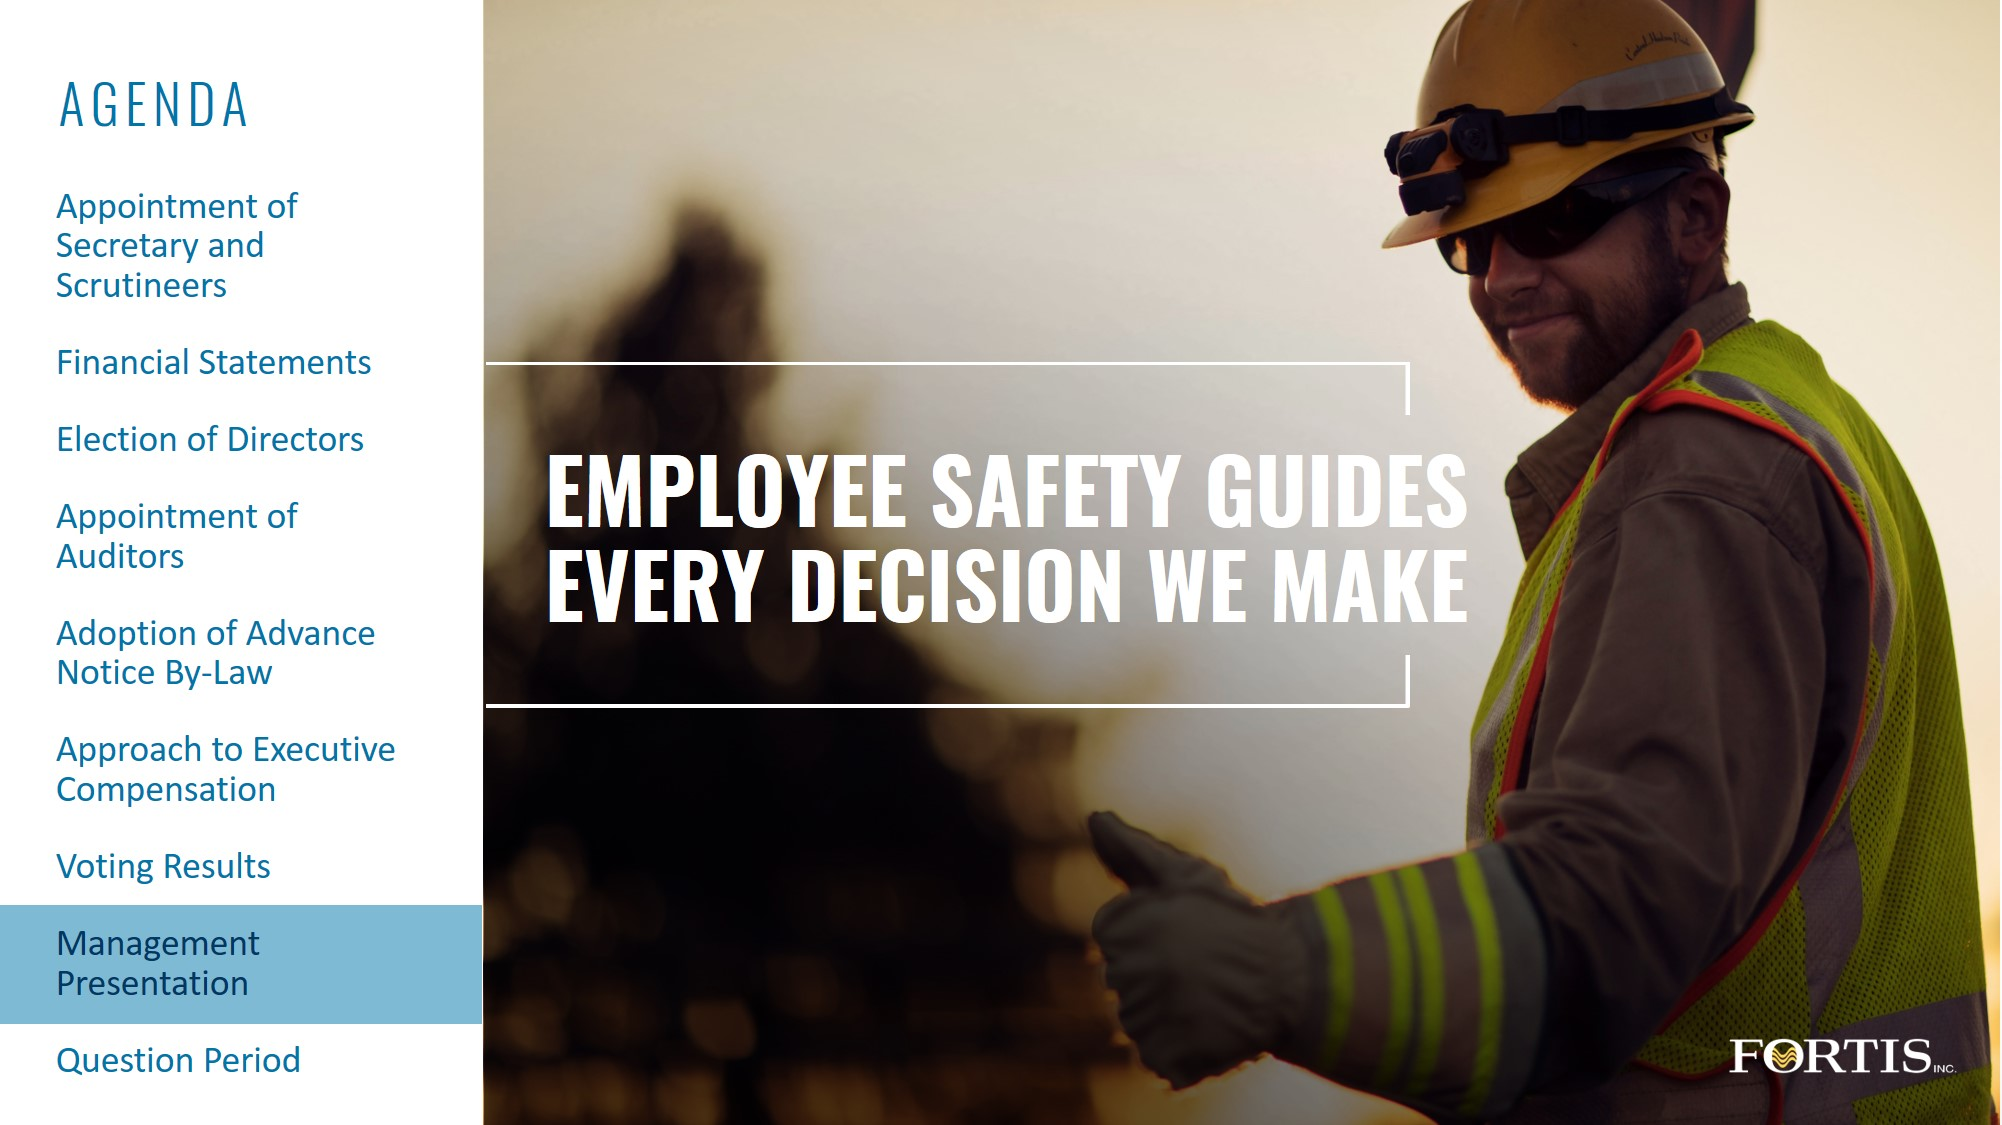 AGENDA
Appointment of
Secretary and
Scrutineers
Financial Statements
Election of Directors
Appointment of
Auditors
Adoption of Advance
Notice By-Law
Approach to Executive
Compensation
Voting Results
Management
Presentation
Question Period
EMPLOYEE SAFETY GUIDES
EVERY DECISION WE MAKE
FORTIS INC.